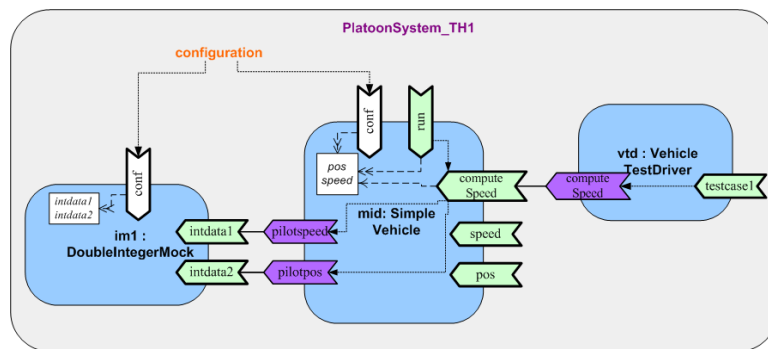 PlatoonSystem_TH1
configuration
conf
run
conf
pos
speed
vtd : Vehicle
TestDriver
compute
Speed
compute
Speed
testcase1
conf
intdata1
intdata2
im1 :
DoubleIntegerMock
intdata1
pilotspeed
mid: Simple
Vehicle
speed
intdata2
pilotpos
pos